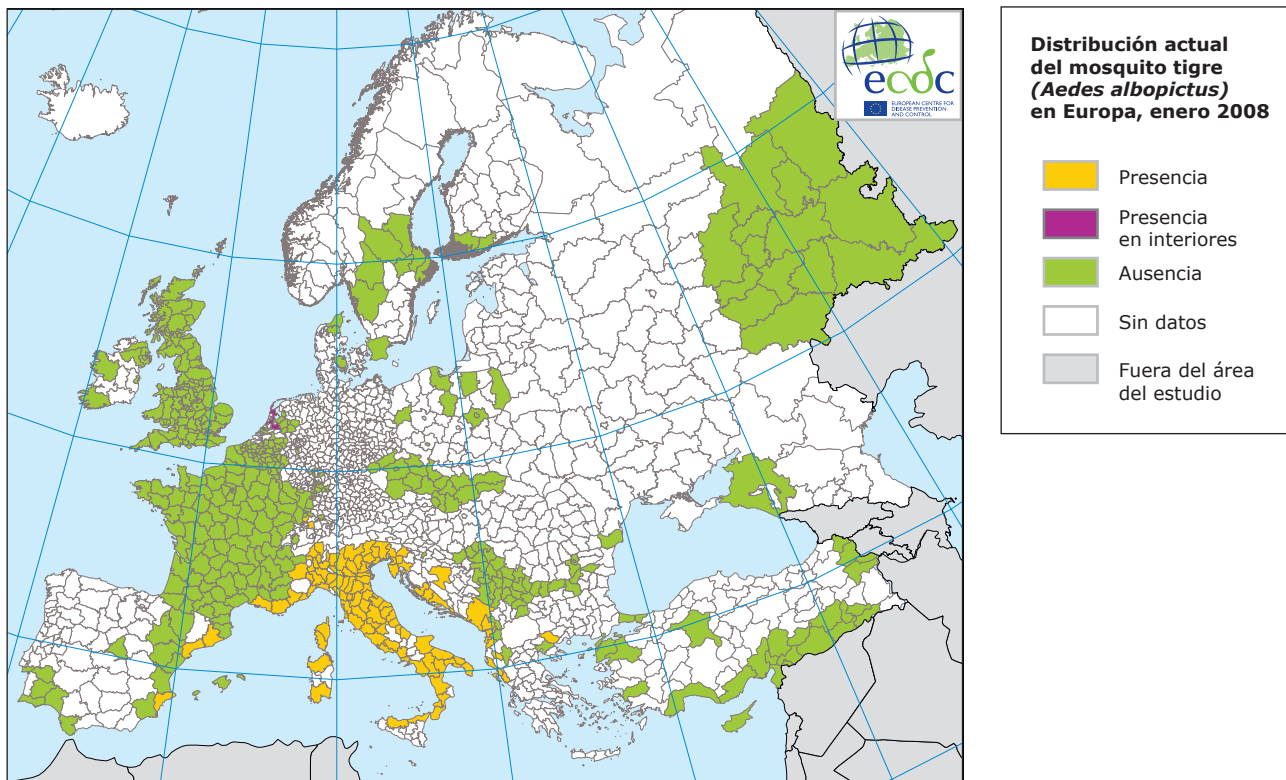 ecdc
EUROPEAN CENTRE FOR
DISEASE PREVENTION
AND CONTROL
Distribución actual
del mosquito tigre
(Aedes albopictus)
en Europa, enero 2008
Presencia
Presencia
en interiores
Ausencia
Sin datos
Fuera del área
del estudio